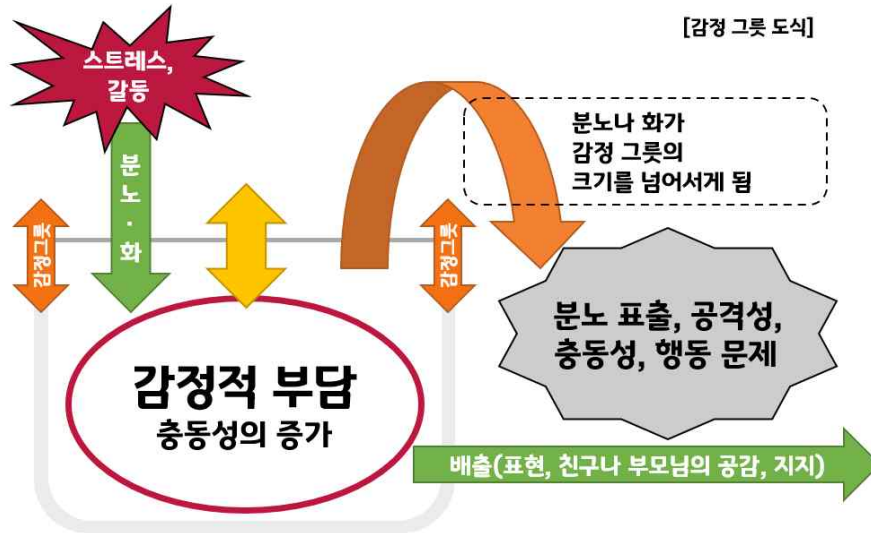 [감정 그릇 도식]
스트레스,
갈등
분노·화
분노나 화가
감정 그릇의
크기를 넘어서게 됨
감정그릇
감정그릇
분노 표출, 공격성,
충동성, 행동 문제
감정적 부담
충동성의 증가
배출(표현, 친구나 부모님의 공감, 지지)